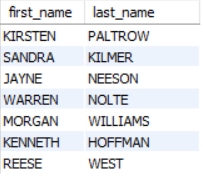 first_name last_name
KIRSTEN PALTROW
SANDRA KILMER
JAYNE NEESON
WARREN NOLTE
MORGAN WILLIAMS
KENNETH HOFFMAN
REESE WEST